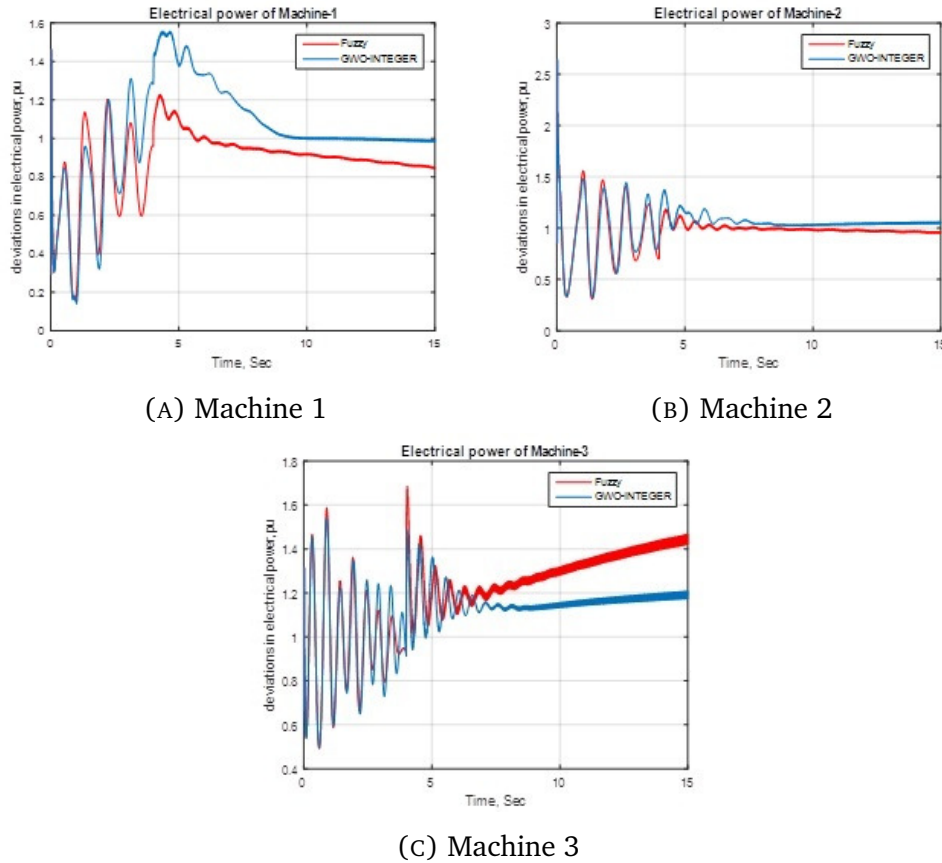 Electrical power of Machine-1
deviations in electrical power, pu
1.6
1.4
1.2
1
0.8
0.6
0.4
0.2
0
Fuzzy
GWO-INTEGER
0 5 10 15
Time, Sec
(A) Machine 1
Electrical power of Machine-2
deviations in electrical power, pu
3
2.5
2
1.5
1
0.5
0
Fuzzy
GWO-INTEGER
0 5 10 15
Time, Sec
(B) Machine 2
Electrical power of Machine-3
deviations in electrical power, pu
1.8
1.6
1.4
1.2
1
0.8
0.6
0.4
Fuzzy
GWO-INTEGER
0 5 10 15
Time, Sec
(C) Machine 3